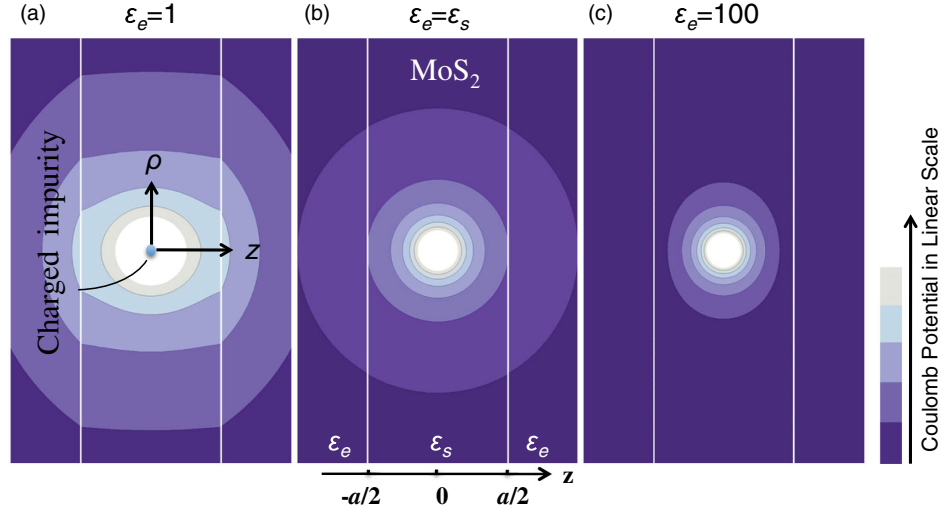 (a) εe=1
(b) εe=εs
(c) εe=100
MoS2
Charged impurity
ρ
z
εe εs εe
z
-a/2 0 a/2
Coulomb Potential in Linear Scale